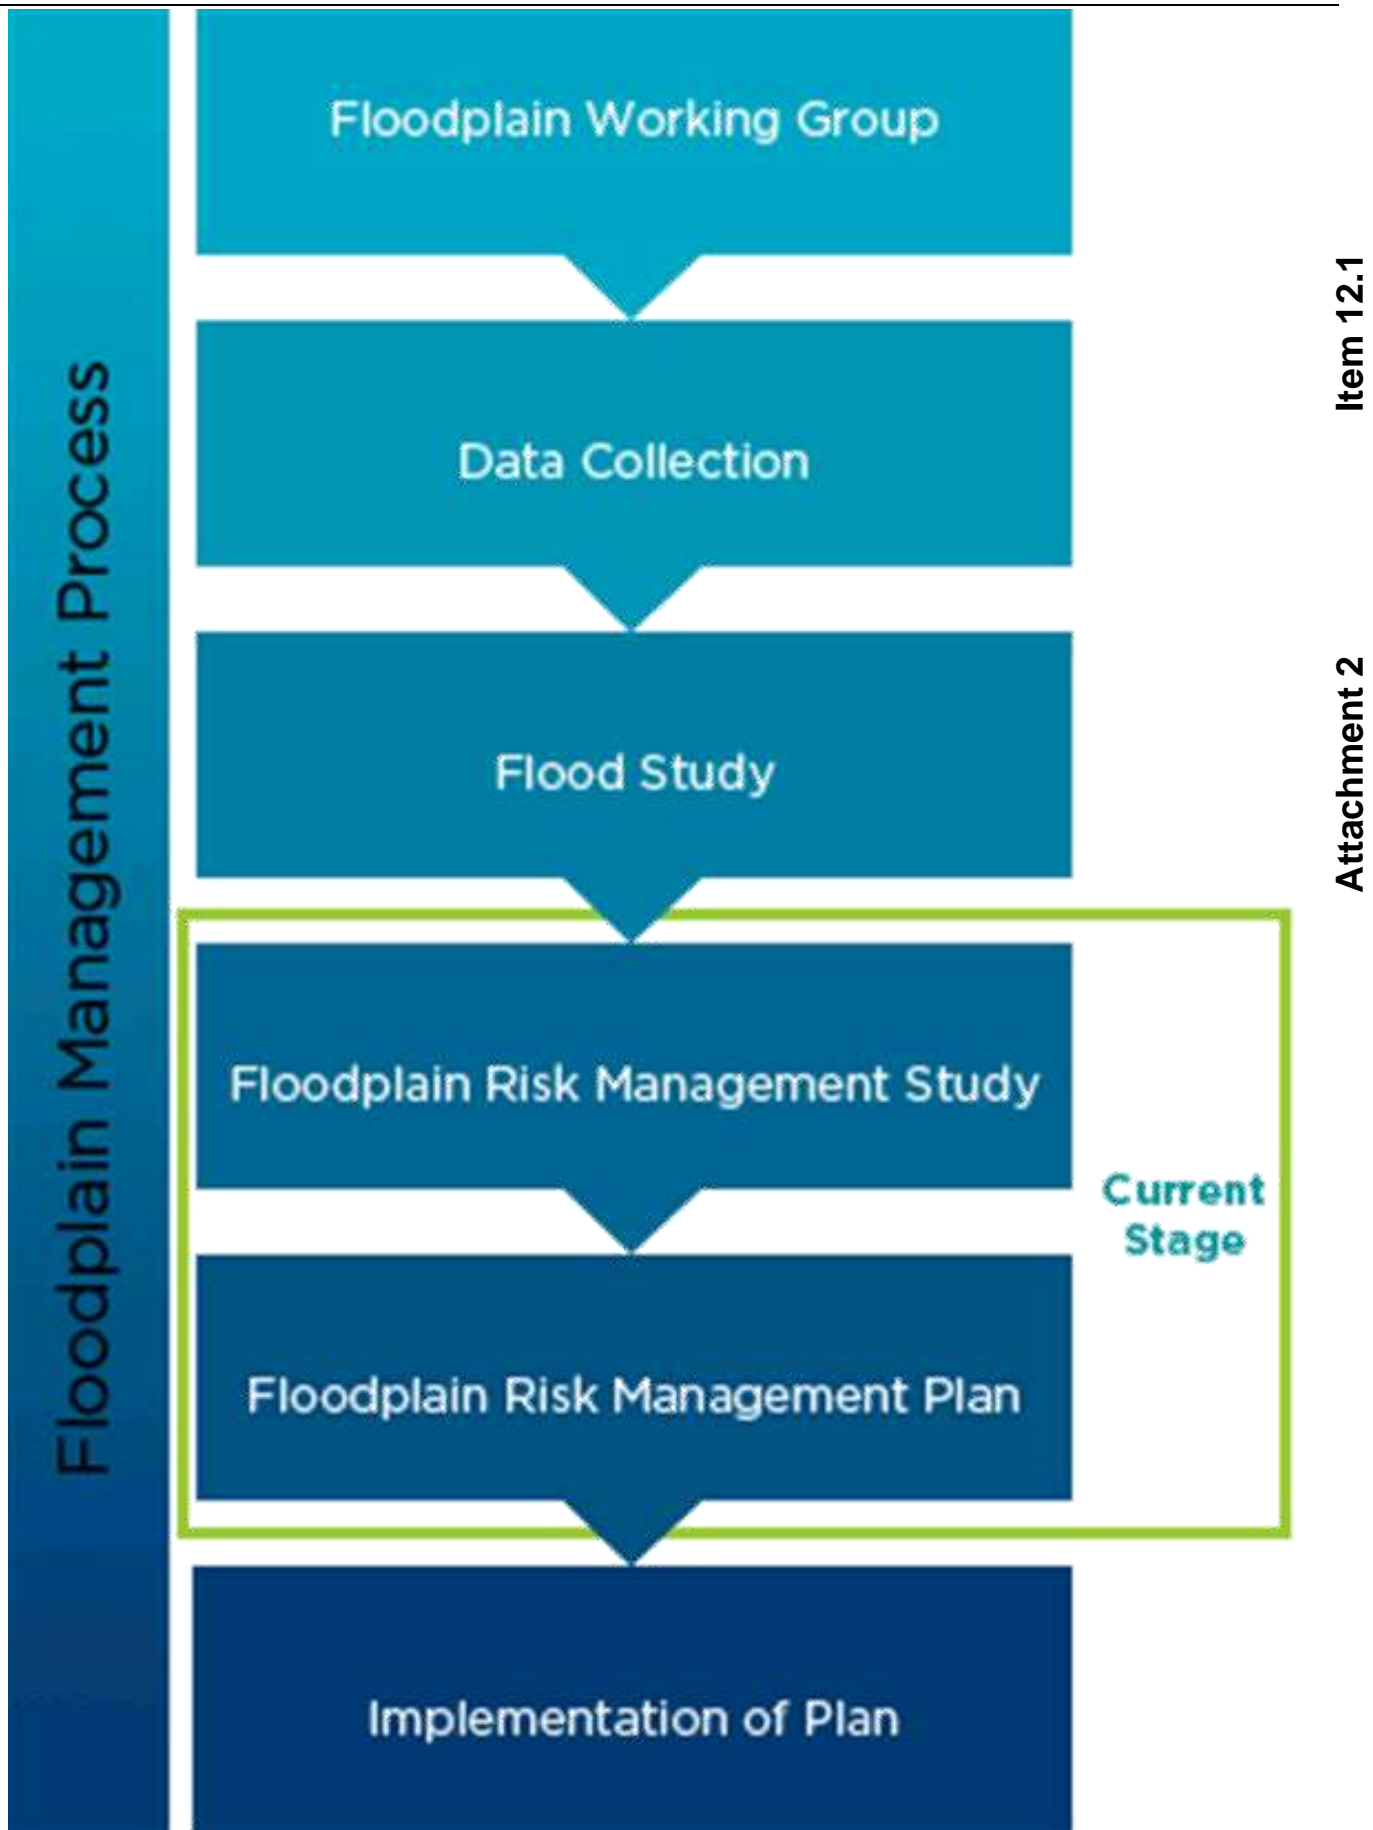 Floodplain Management Process
Floodplain Working Group
Data Collection
Flood Study
Floodplain Risk Management Study
Floodplain Risk Management Plan
Current
Stage
Implementation of Plan
Item 12.1
Attachment 2